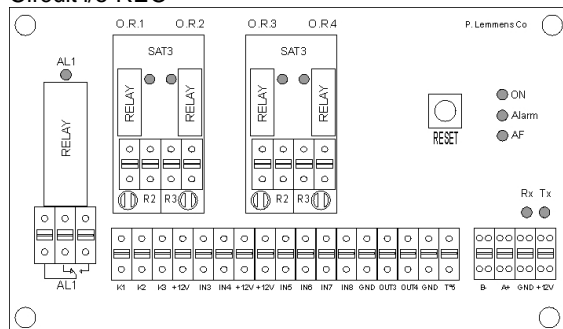 O.R.1 O.R.2 O.R.3 O.R.4 P. Lemmens Co
SAT3 SAT3
AL1
ON
Alarm
AF
RELAY RELAY RELAY RELAY RELAY
RESET
R2 R3 R2 R3
Rx Tx
K1 K2 K3 +12V IN3 IN4 +12V +12V IN5 IN6 IN7 IN8 GND OUT3 OUT4 GND T°5 B- A+ GND +12V
AL1